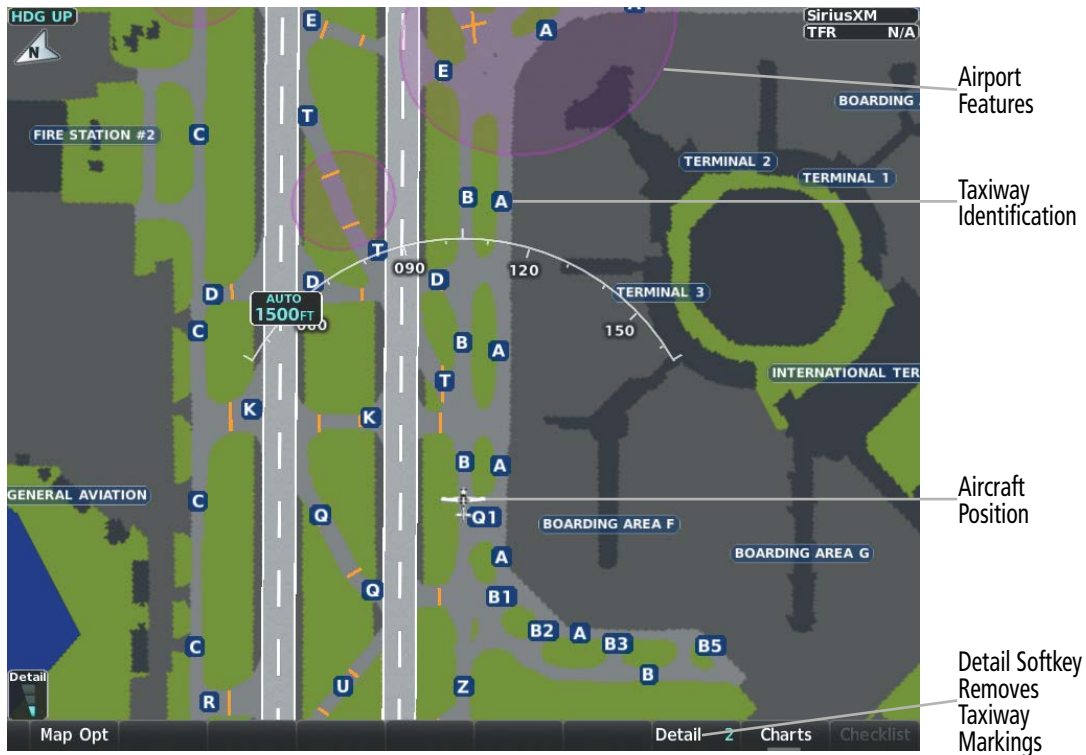 HDG UP
N
E
A
A
SiriusXM
TFR N/A
Airport
Features
E
BOARDING
T
FIRE STATION #2
C
TERMINAL 2
TERMINAL 1
B
A
Taxiway
Identification
T
090
120
D
D
D
AUTO
1500FT
060
TERMINAL 3
150
C
B
A
T
INTERNATIONAL TER
K
K
B
A
GENERAL AVIATION
C
Aircraft
Position
Q
Q1
BOARDING AREA F
BOARDING AREA G
A
Q
B1
B2
A
B3
B5
C
B
Detail
R
U
Z
Detail Softkey
Removes
Taxiway
Markings
Map Opt
Detail 2
Charts
Checklist